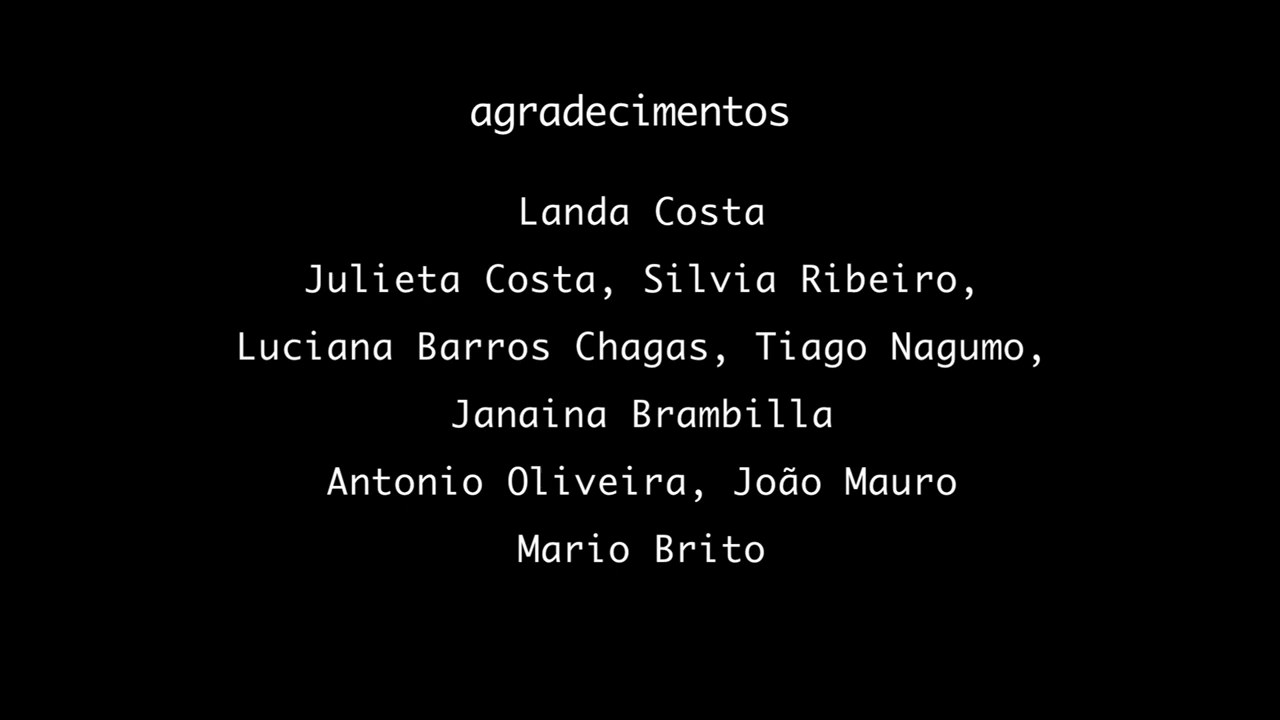 agradecimentos
Landa Costa
Julieta Costa, Silvia Ribeiro,
Luciana Barros Chagas, Tiago Nagumo,
Janaina Brambilla
Antonio Oliveira, João Mauro
Mario Brito